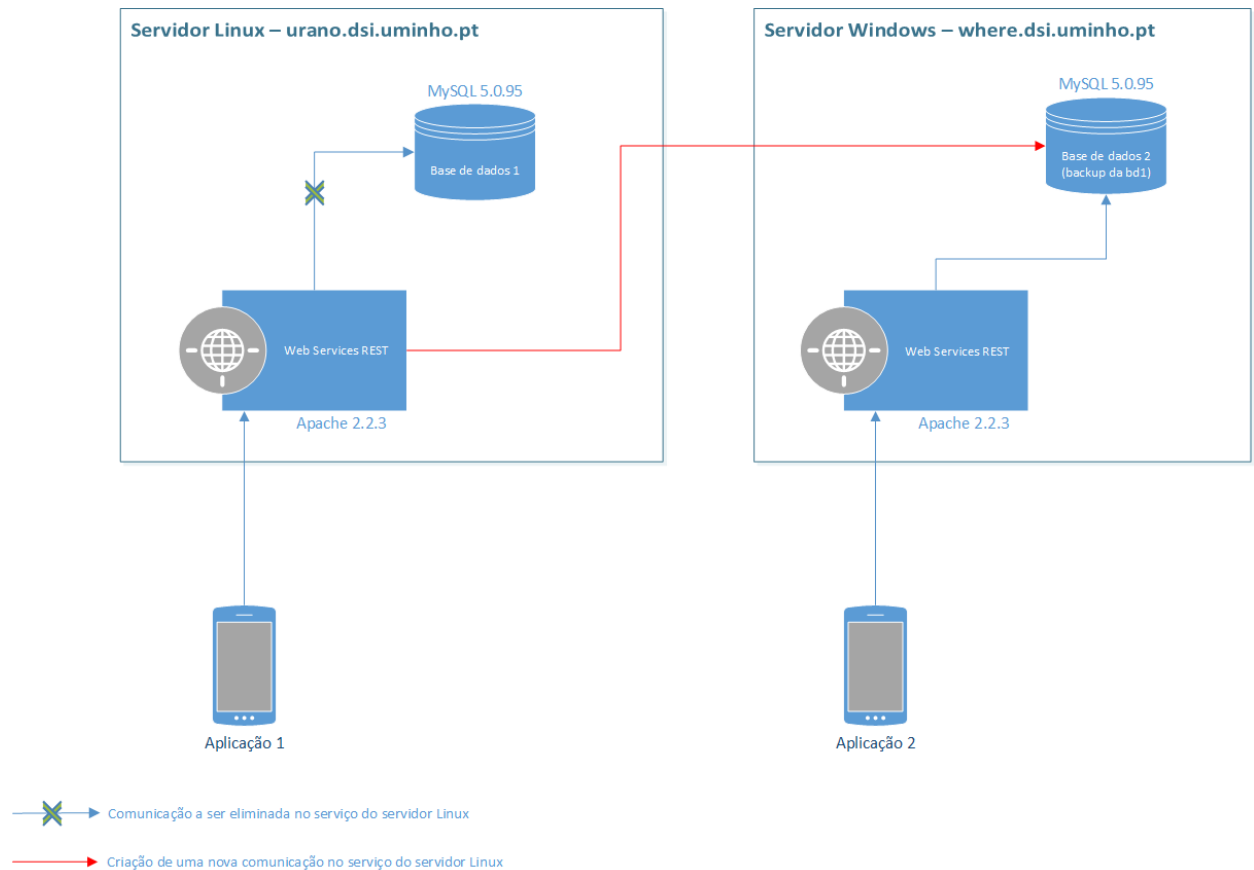 Servidor Linux – urano.dsi.uminho.pt
MySQL 5.0.95
Base de dados 1
Web Services REST
Apache 2.2.3
Aplicação 1
Servidor Windows – where.dsi.uminho.pt
MySQL 5.0.95
Base de dados 2
(backup da bd1)
Web Services REST
Apache 2.2.3
Aplicação 2
Comunicação a ser eliminada no serviço do servidor Linux
Criação de uma nova comunicação no serviço do servidor Linux